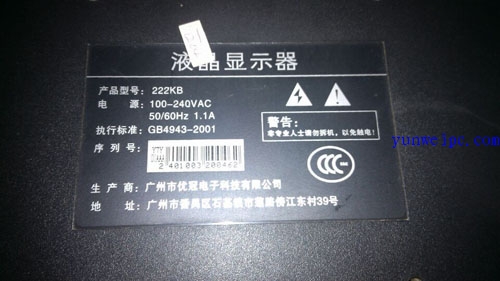 液晶显示器
产品型号: 222KB
电 源: 100-240VAC
50/60Hz 1.1A
执行标准: GB4943-2001
序 列 号:
2401003200462
警告:
非专业人士请勿拆机,以免触电!
CCC
生 产 商: 广州市优冠电子科技有限公司
地 址: 广州市番禺区石基镇市莲路傍江东村39号
yunweipc.com